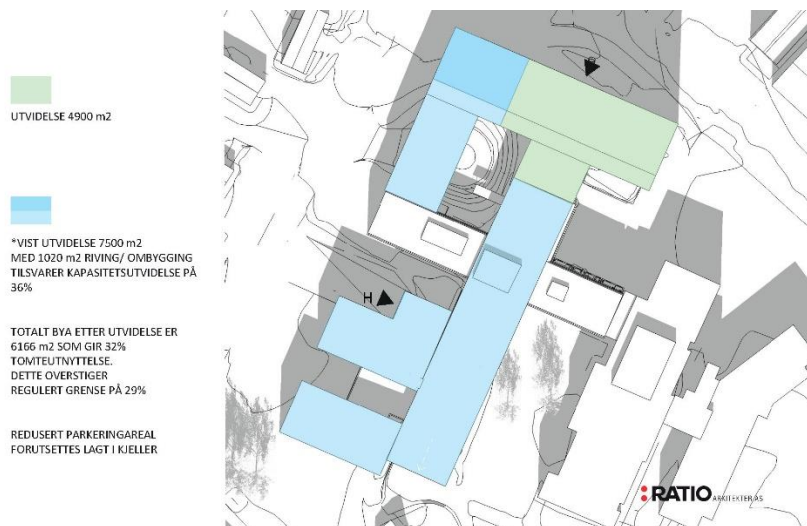 UTVIDELSE 4900 m2
*VIST UTVIDELSE 7500 m2
MED 1020 m2 RIVING/ OMBYGGING
TILSVARER KAPASITETSUTVIDELSE PÅ
36%
TOTALT BYA ETTER UTVIDELSE ER
6166 m2 SOM GIR 32%
TOMTEUTNYTTELSE.
DETTE OVERSTIGER
REGULERT GRENSE PÅ 29%
REDUSERT PARKERINGAREAL
FORUTSETTES LAGT I KJELLER
H
RATIO ARKITEKTER AS